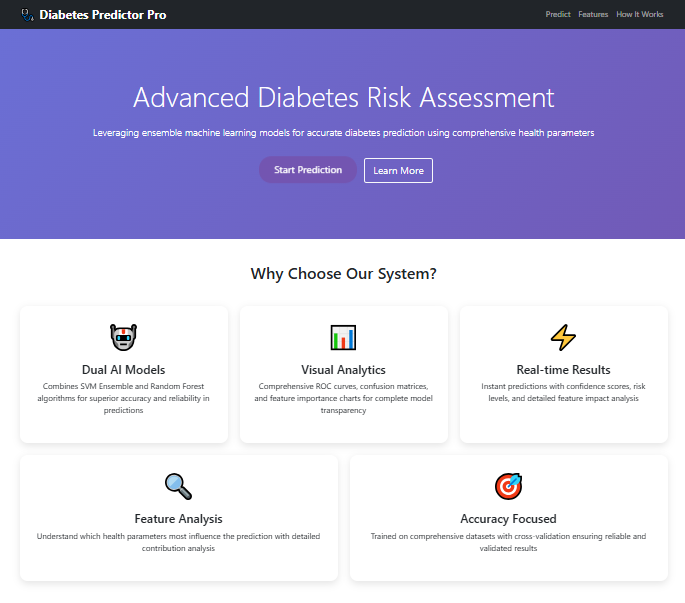 Diabetes Predictor Pro
Predict Features How It Works
Advanced Diabetes Risk Assessment
Leveraging ensemble machine learning models for accurate diabetes prediction using comprehensive health parameters
Start Prediction Learn More
Why Choose Our System?
Dual AI Models
Combines SVM Ensemble and Random Forest
algorithms for superior accuracy and reliability in
predictions
Visual Analytics
Comprehensive ROC curves, confusion matrices,
and feature importance charts for complete model
transparency
Real-time Results
Instant predictions with confidence scores, risk
levels, and detailed feature impact analysis
Feature Analysis
Understand which health parameters most influence the prediction with detailed
contribution analysis
Accuracy Focused
Trained on comprehensive datasets with cross-validation ensuring reliable and
validated results